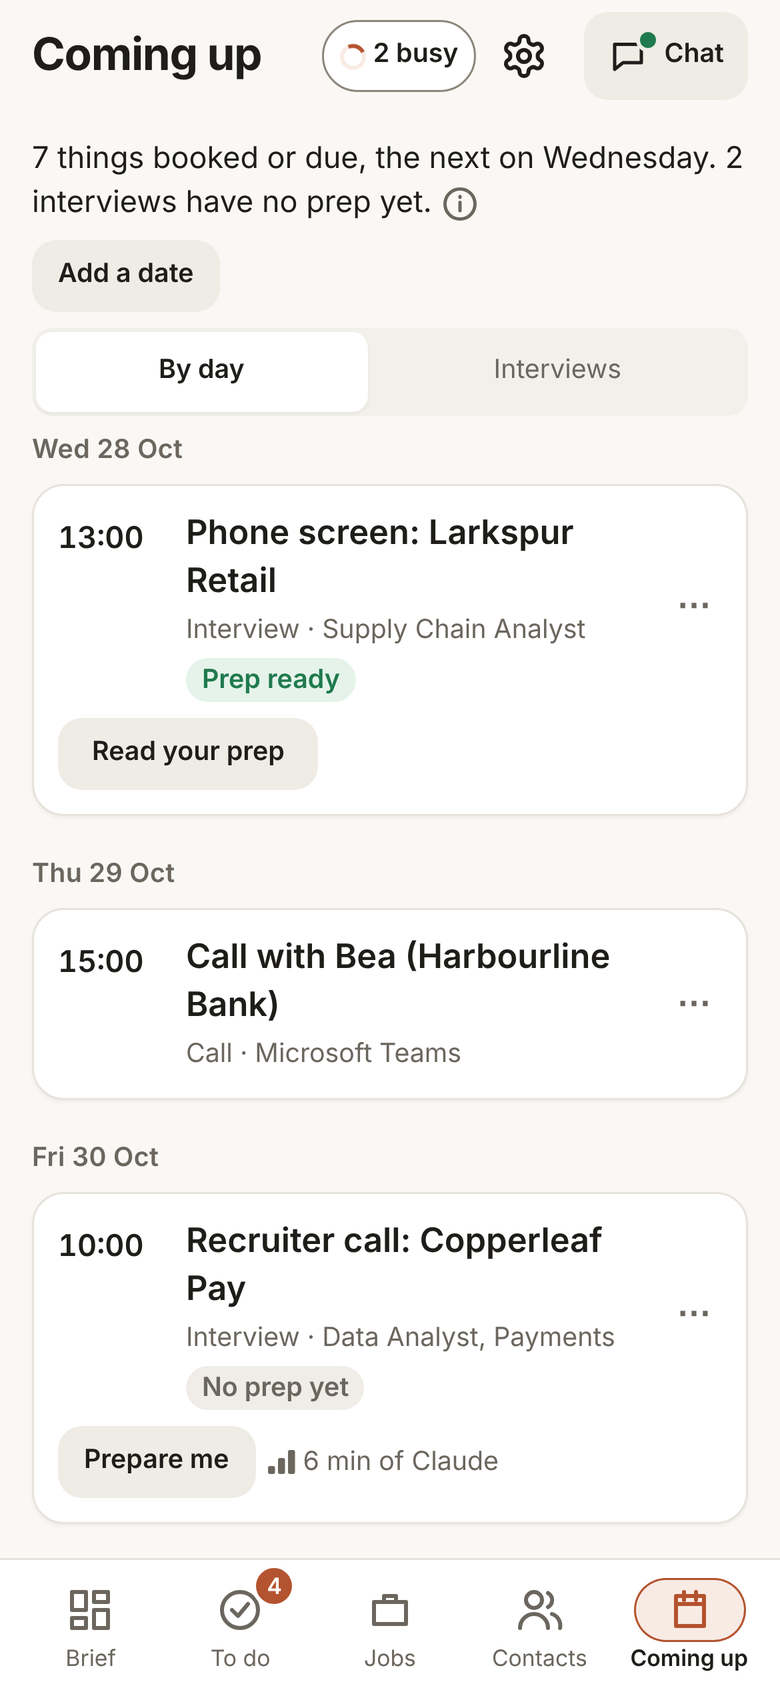 Coming up
2 busy
Chat
7 things booked or due, the next on Wednesday. 2
interviews have no prep yet.
Add a date
By day
Interviews
Wed 28 Oct
13:00
Phone screen: Larkspur
Retail
Interview · Supply Chain Analyst
Prep ready
Read your prep
Thu 29 Oct
15:00
Call with Bea (Harbourline
Bank)
Call · Microsoft Teams
Fri 30 Oct
10:00
Recruiter call: Copperleaf
Pay
Interview · Data Analyst, Payments
No prep yet
Prepare me
6 min of Claude
4
Brief
To do
Jobs
Contacts
Coming up